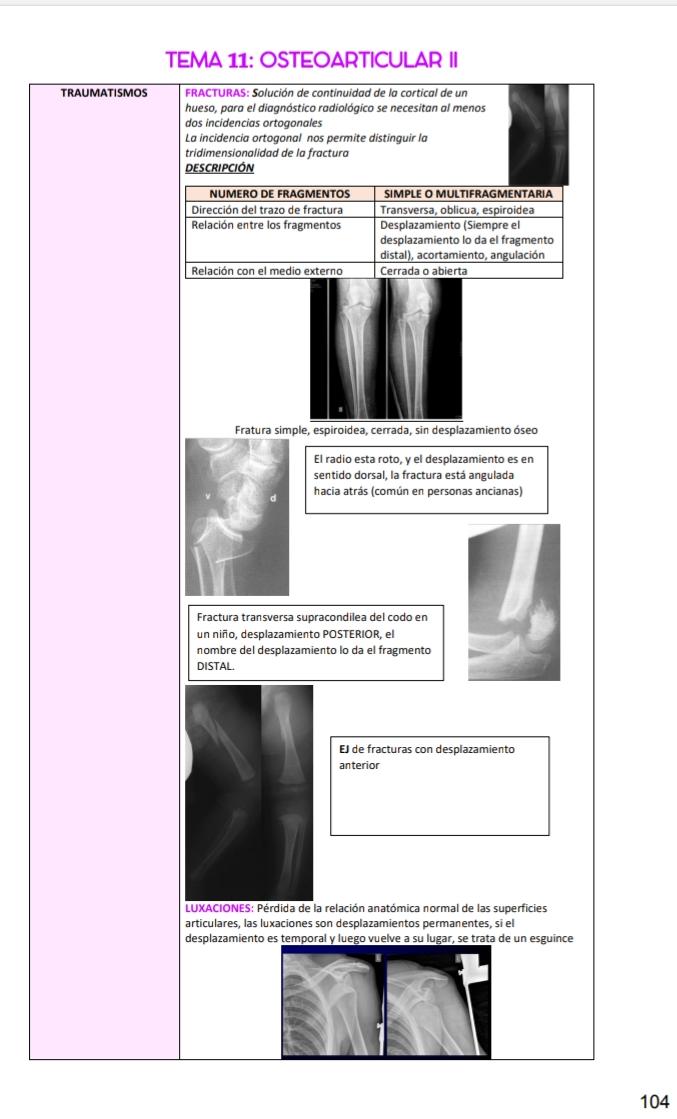 TEMA 11: OSTEOARTICULAR II
TRAUMATISMOS
FRACTURAS: Solución de continuidad de la cortical de un
hueso, para el diagnóstico radiológico se necesitan al menos
dos incidencias ortogonales
La incidencia ortogonal nos permite distinguir la
tridimensionalidad de la fractura
DESCRIPCIÓN
NUMERO DE FRAGMENTOS
SIMPLE O MULTIFRAGMENTARIA
Dirección del trazo de fractura
Transversa, oblicua, espiroidea
Relación entre los fragmentos
Desplazamiento (Siempre el
desplazamiento lo da el fragmento
distal), acortamiento, angulación
Relación con el medio externo
Cerrada o abierta
Fratura simple, espiroidea, cerrada, sin desplazamiento óseo
v
d
El radio esta roto, y el desplazamiento es en
sentido dorsal, la fractura está angulada
hacia atrás (común en personas ancianas)
Fractura transversa supracondilea del codo en
un niño, desplazamiento POSTERIOR, el
nombre del desplazamiento lo da el fragmento
DISTAL.
EJ de fracturas con desplazamiento
anterior
LUXACIONES: Pérdida de la relación anatómica normal de las superficies
articulares, las luxaciones son desplazamientos permanentes, si el
desplazamiento es temporal y luego vuelve a su lugar, se trata de un esguince
104